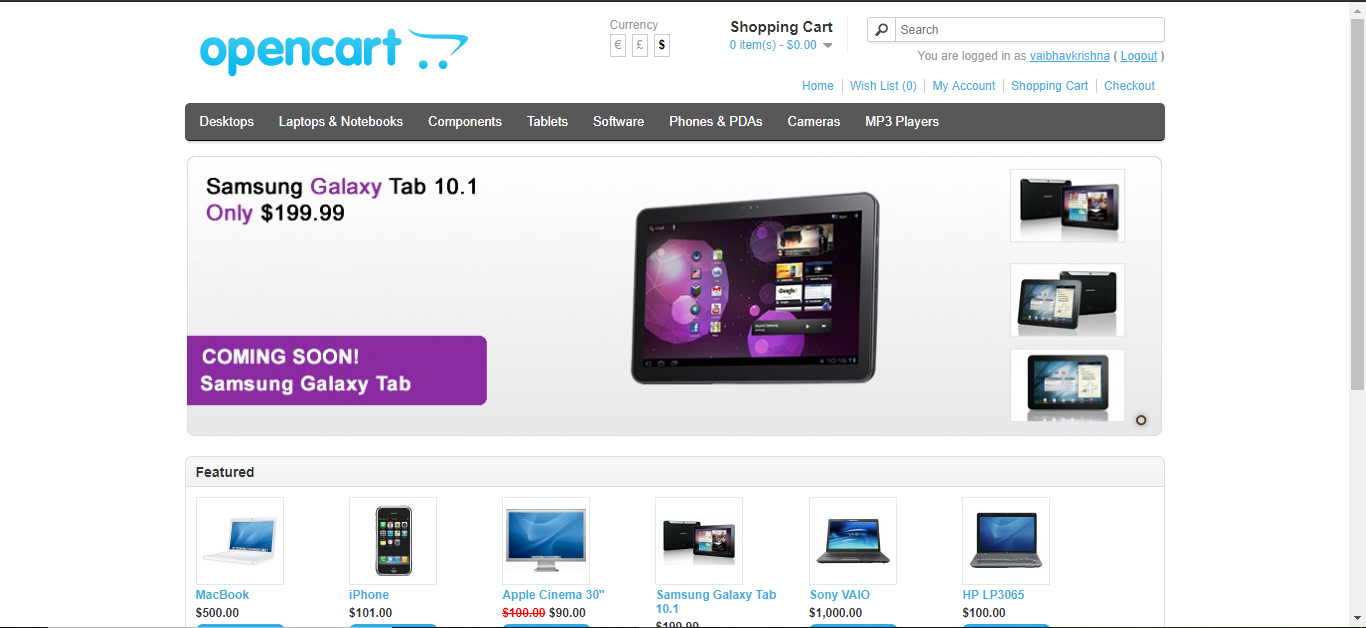 opencart
Currency
€ £ $
Shopping Cart
0 item(s) - $0.00
Search
You are logged in as vaibhavkrishna ( Logout )
Home Wish List (0) My Account Shopping Cart Checkout
Desktops Laptops & Notebooks Components Tablets Software Phones & PDAs Cameras MP3 Players
Samsung Galaxy Tab 10.1
Only $199.99
COMING SOON!
Samsung Galaxy Tab
Featured
MacBook
$500.00
iPhone
$101.00
Apple Cinema 30"
$100.00 $90.00
Samsung Galaxy Tab
10.1
$199.99
Sony VAIO
$1,000.00
HP LP3065
$100.00